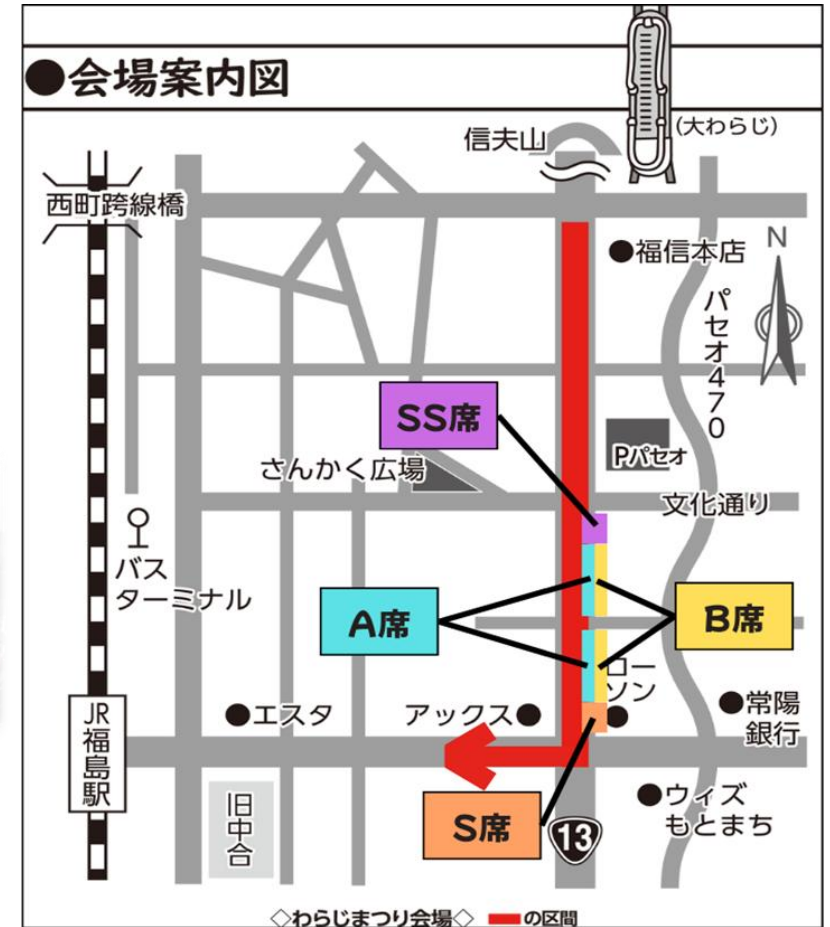 ●会場案内図
(大わらじ)
信夫山
西町跨線橋
●福信本店
N
パセオ470
SS席
Pパセオ
さんかく広場
文化通り
バス
ターミナル
A席
B席
ロー
ソン
●エスタ
アックス●
●常陽
銀行
JR
福島駅
旧中合
S席
13
●ウィズ
もとまち
◇わらじまつり会場◇ の区間